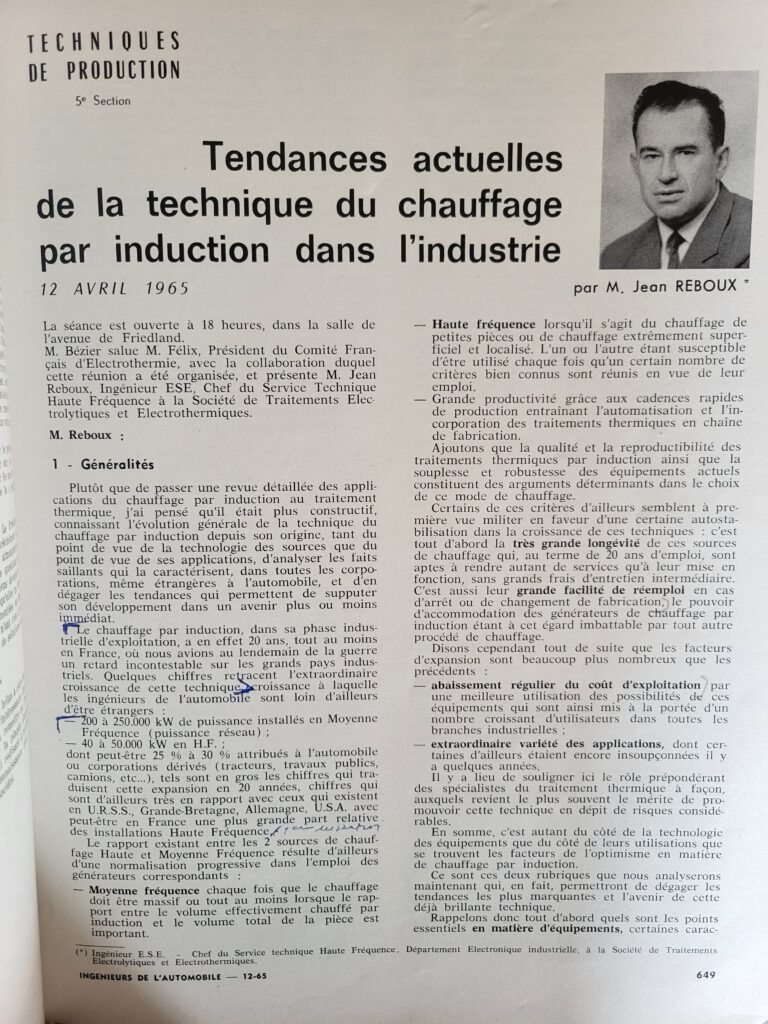 TECHNIQUES
DE PRODUCTION
5e Section
Tendances actuelles
de la technique du chauffage
par induction dans l'industrie
12 AVRIL 1965
par M. Jean REBOUX *
La séance est ouverte à 18 heures, dans la salle de
l'avenue de Friedland.
M. Bézier salue M. Félix, Président du Comité Fran-
çais d'Electrothermie, avec la collaboration duquel
cette réunion a été organisée, et présente M. Jean
Reboux, Ingénieur ESE, Chef du Service Technique
Haute Fréquence à la Société de Traitements Elec-
trolytiques et Electrothermiques.
M. Reboux :
1 - Généralités
Plutôt que de passer une revue détaillée des appli-
cations du chauffage par induction au traitement
thermique, j'ai pensé qu'il était plus constructif,
connaissant l'évolution générale de la technique du
chauffage par induction depuis son origine, tant du
point de vue de la technologie des sources que du
point de vue de ses applications, d'analyser les faits
saillants qui la caractérisent, dans toutes les corpo-
rations, même étrangères à l'automobile, et d'en
dégager les tendances qui permettent de supputer
son développement dans un avenir plus ou moins
immédiat.
Le chauffage par induction, dans sa phase indus-
trielle d'exploitation, a en effet 20 ans, tout au moins
en France, où nous avions au lendemain de la guerre
un retard incontestable sur les grands pays indus-
triels. Quelques chiffres retracent l'extraordinaire
croissance de cette technique, croissance à laquelle
les ingénieurs de l'automobile sont loin d'ailleurs
d'être étrangers :
— 200 à 250.000 kW de puissance installés en Moyenne
Fréquence (puissance réseau) ;
— 40 à 50.000 kW en H.F. ;
dont peut-être 25 % à 30 % attribués à l'automobile
ou corporations dérivés (tracteurs, travaux publics,
camions, etc...), tels sont en gros les chiffres qui tra-
duisent cette expansion en 20 années, chiffres qui
sont d'ailleurs très en rapport avec ceux qui existent
en U.R.S.S., Grande-Bretagne, Allemagne, U.S.A. avec
peut-être en France une plus grande part relative
des installations Haute Fréquence
Le rapport existant entre les 2 sources de chauf-
fage Haute et Moyenne Fréquence résulte d'ailleurs
d'une normalisation progressive dans l'emploi des
générateurs correspondants :
— Moyenne fréquence chaque fois que le chauffage
doit être massif ou tout au moins lorsque le rap-
port entre le volume effectivement chauffé par
induction et le volume total de la pièce est
important.
— Haute fréquence lorsqu'il s'agit du chauffage de
petites pièces ou de chauffage extrêmement super-
ficiel et localisé. L'un ou l'autre étant susceptible
d'être utilisé chaque fois qu'un certain nombre de
critères bien connus sont réunis en vue de leur
emploi.
— Grande productivité grâce aux cadences rapides
de production entraînant l'automatisation et l'in-
corporation des traitements thermiques en chaîne
de fabrication.
Ajoutons que la qualité et la reproductibilité des
traitements thermiques par induction ainsi que la
souplesse et robustesse des équipements actuels
constituent des arguments déterminants dans le choix
de ce mode de chauffage.
Certains de ces critères d'ailleurs semblent à pre-
mière vue militer en faveur d'une certaine autosta-
bilisation dans la croissance de ces techniques : c'est
tout d'abord la très grande longévité de ces sources
de chauffage qui, au terme de 20 ans d'emploi, sont
aptes à rendre autant de services qu'à leur mise en
fonction, sans grands frais d'entretien intermédiaire.
C'est aussi leur grande facilité de réemploi en cas
d'arrêt ou de changement de fabrication, le pouvoir
d'accommodation des générateurs de chauffage par
induction étant à cet égard imbattable par tout autre
procédé de chauffage.
Disons cependant tout de suite que les facteurs
d'expansion sont beaucoup plus nombreux que les
précédents :
— abaissement régulier du coût d'exploitation par
une meilleure utilisation des possibilités de ces
équipements qui sont ainsi mis à la portée d'un
nombre croissant d'utilisateurs dans toutes les
branches industrielles ;
— extraordinaire variété des applications, dont cer-
taines d'ailleurs étaient encore insoupçonnées il y
a quelques années.
Il y a lieu de souligner ici le rôle prépondérant
des spécialistes du traitement thermique à façon,
auxquels revient le plus souvent le mérite de pro-
mouvoir cette technique en dépit de risques considé-
rables.
En somme, c'est autant du côté de la technologie
des équipements que du côté de leurs utilisations que
se trouvent les facteurs de l'optimisme en matière
de chauffage par induction.
Ce sont ces deux rubriques que nous analyserons
maintenant qui, en fait, permettront de dégager les
tendances les plus marquantes et l'avenir de cette
déjà brillante technique.
Rappelons donc tout d'abord quels sont les points
essentiels en matière d'équipements, certaines carac-
(*) Ingénieur E.S.E. - Chef du Service technique Haute Fréquence, Département Electronique industrielle, à la Société de Traitements
Electrolytiques et Electrothermiques.
INGENIEURS DE L'AUTOMOBILE — 12-65
649